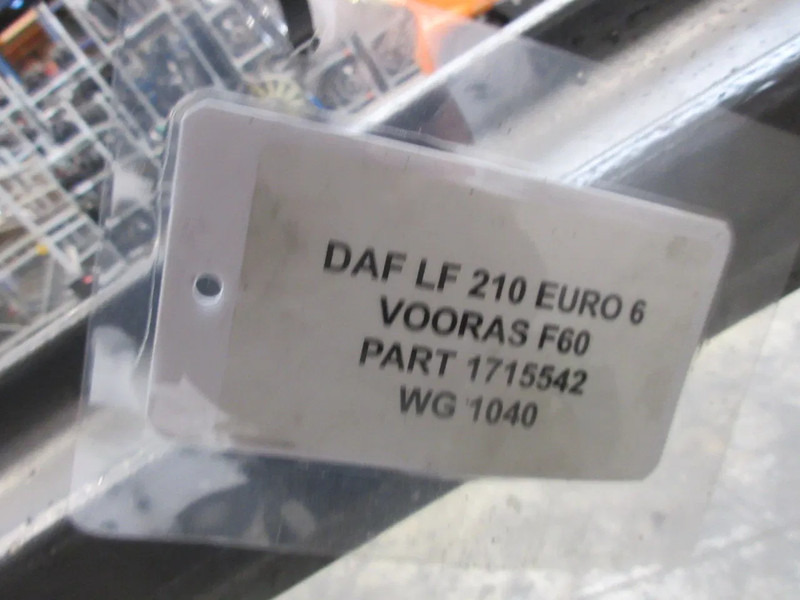 DAF LF 210 EURO 6
VOORAS F60
PART 1715542
WG 1040